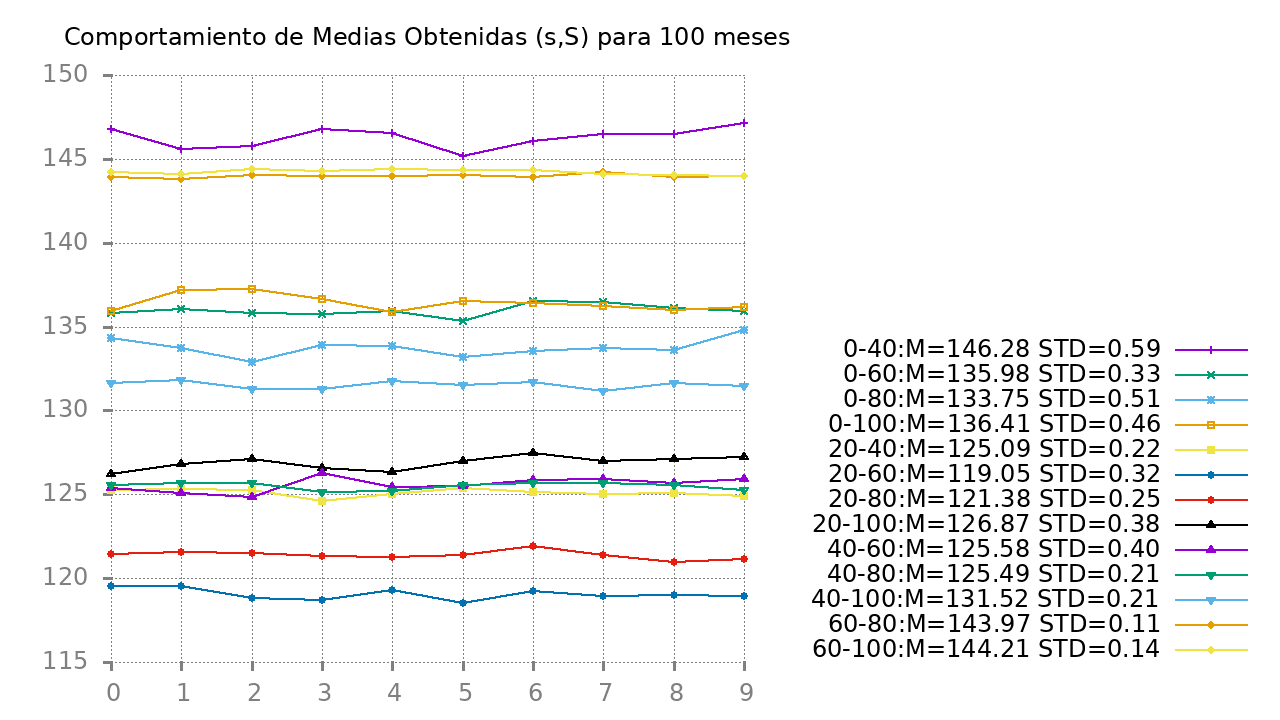 Comportamiento de Medias Obtenidas (s,S) para 100 meses
150
145
140
135
130
125
120
115
0 1 2 3 4 5 6 7 8 9
0-40:M=146.28 STD=0.59
0-60:M=135.98 STD=0.33
0-80:M=133.75 STD=0.51
0-100:M=136.41 STD=0.46
20-40:M=125.09 STD=0.22
20-60:M=119.05 STD=0.32
20-80:M=121.38 STD=0.25
20-100:M=126.87 STD=0.38
40-60:M=125.58 STD=0.40
40-80:M=125.49 STD=0.21
40-100:M=131.52 STD=0.21
60-80:M=143.97 STD=0.11
60-100:M=144.21 STD=0.14